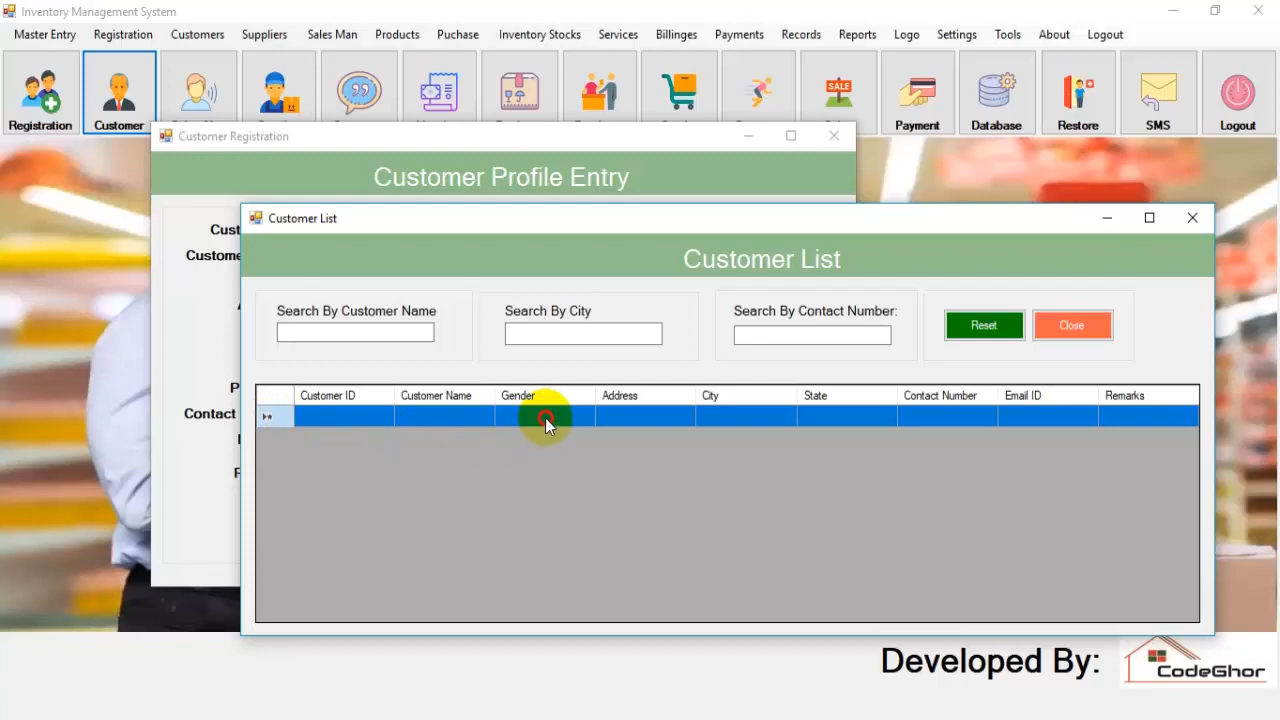 Inventory Management System
Master Entry Registration Customers Suppliers Sales Man Products Puchase Inventory Stocks Services Billinges Payments Records Reports Logo Settings Tools About Logout
Registration Customer Payment Database Restore SMS Logout
SALE
Customer Registration
Customer Profile Entry
Customer List
Customer List
Search By Customer Name Search By City Search By Contact Number:
Reset Close
Customer ID Customer Name Gender Address City State Contact Number Email ID Remarks
Contact
Developed By:
CodeGhor